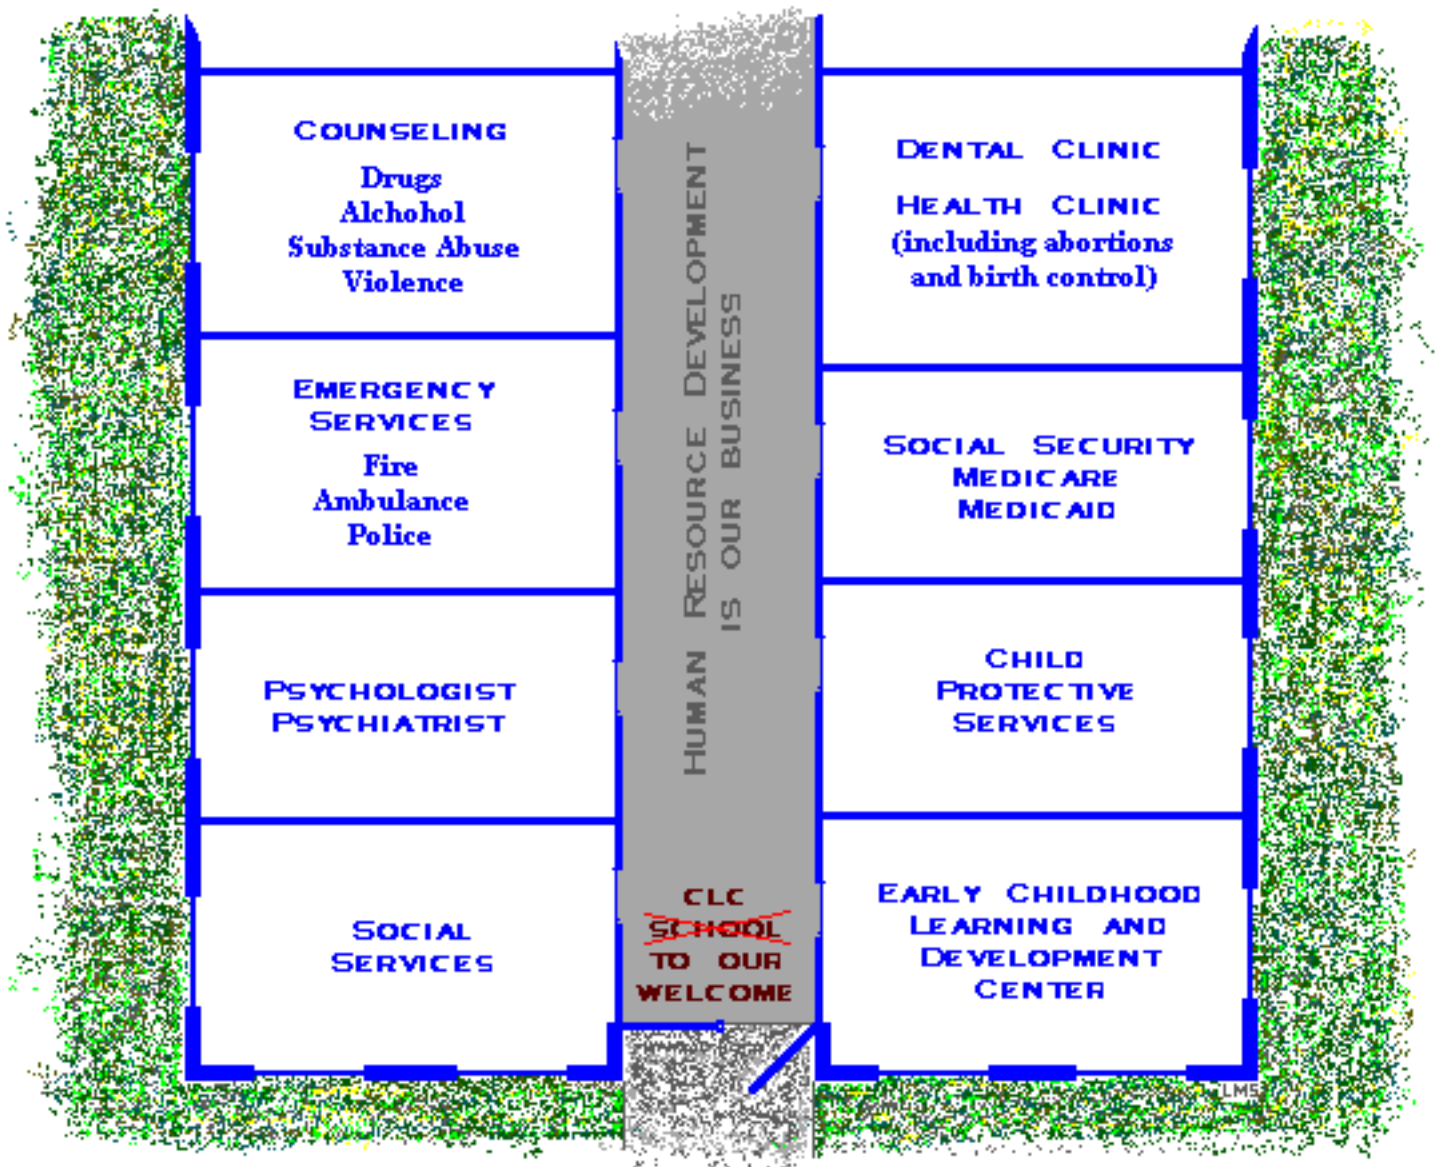 COUNSELING
Drugs
Alchohol
Substance Abuse
Violence
EMERGENCY
SERVICES
Fire
Ambulance
Police
PSYCHOLOGIST
PSYCHIATRIST
SOCIAL
SERVICES
HUMAN RESOURCE DEVELOPMENT
IS OUR BUSINESS
CLC
SCHOOL
TO OUR
WELCOME
DENTAL CLINIC
HEALTH CLINIC
(including abortions
and birth control)
SOCIAL SECURITY
MEDICARE
MEDICAID
CHILD
PROTECTIVE
SERVICES
EARLY CHILDHOOD
LEARNING AND
DEVELOPMENT
CENTER
LMS